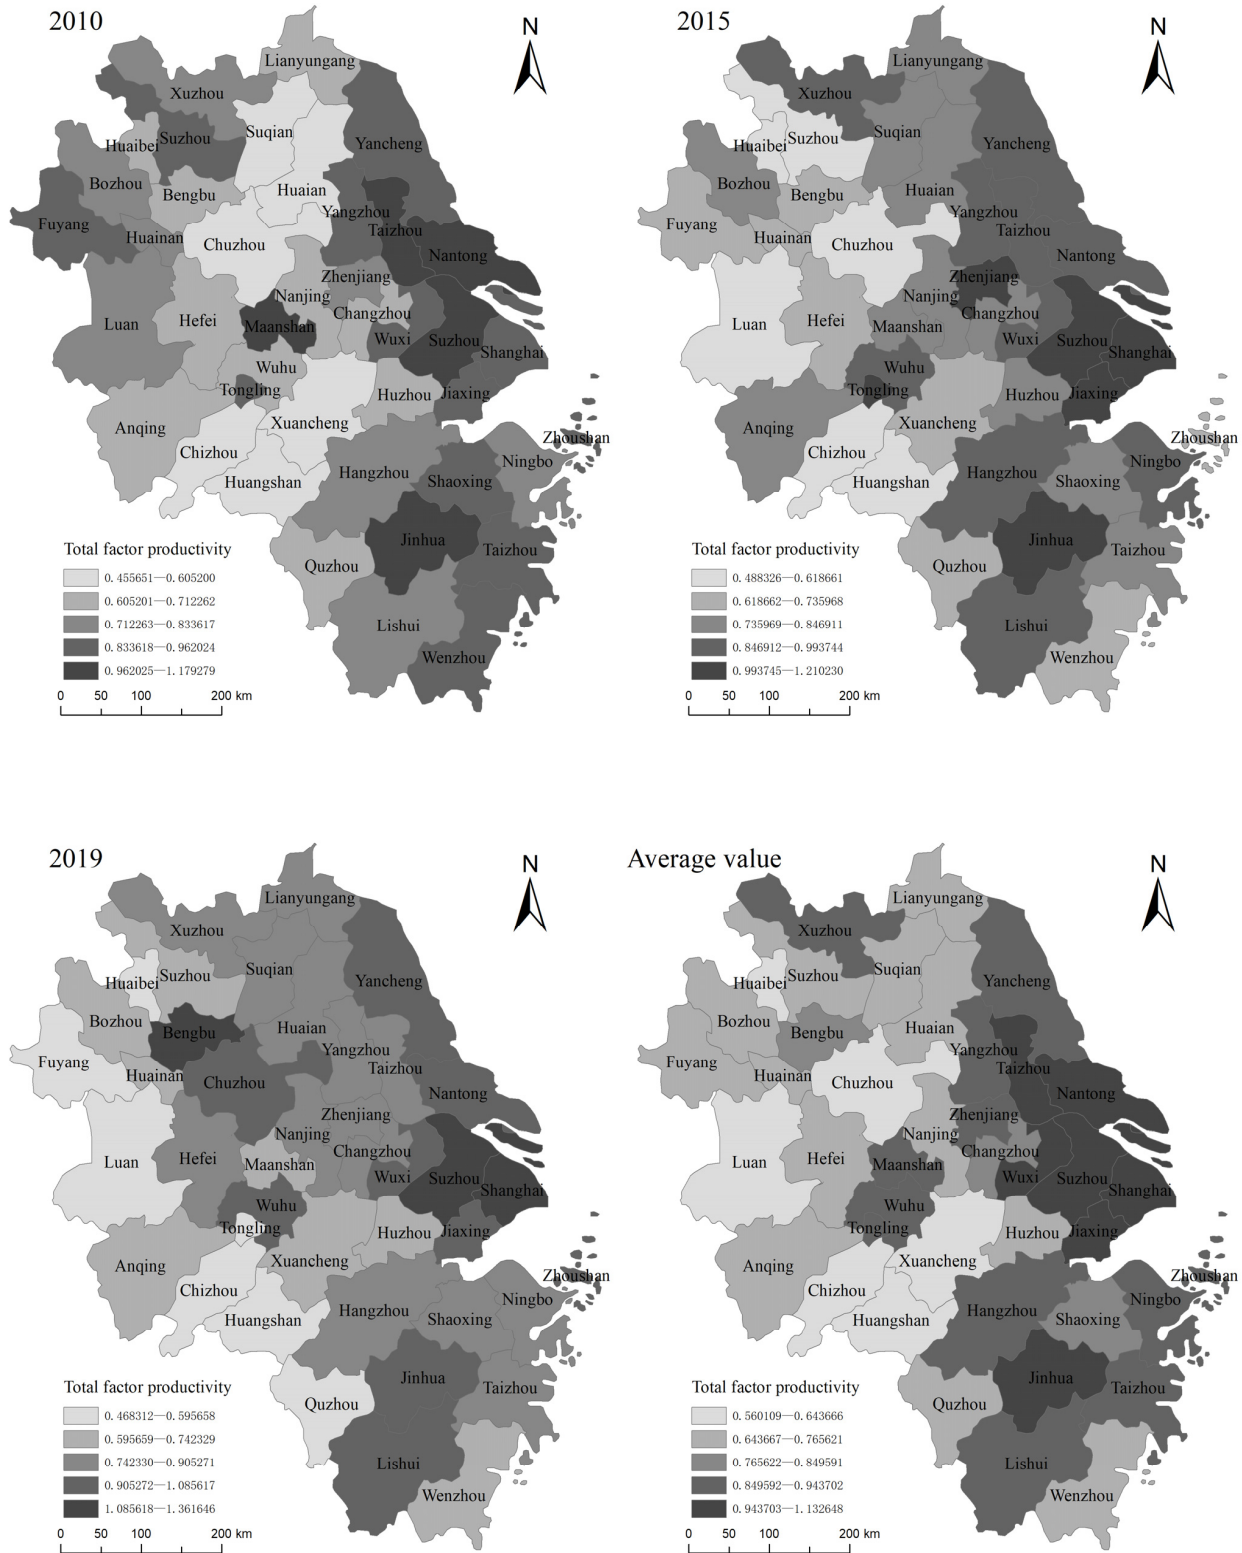 2010
N
Lianyungang
Xuzhou
Suqian
Huaibei
Suzhou
Yancheng
Bozhou
Bengbu
Huaian
Fuyang
Yangzhou
Huainan
Chuzhou
Taizhou
Nantong
Zhenjiang
Nanjing
Luan
Hefei
Maanshan
Changzhou
Wuxi
Suzhou
Shanghai
Wuhu
Tongling
Huzhou
Jiaxing
Anqing
Xuancheng
Chizhou
Zhoushan
Huangshan
Hangzhou
Ningbo
Shaoxing
Jinhua
Taizhou
Quzhou
Lishui
Wenzhou
Total factor productivity
0.455651—0.605200
0.605201—0.712262
0.712263—0.833617
0.833618—0.962024
0.962025—1.179279
0 50 100 200 km
2015
N
Lianyungang
Xuzhou
Suqian
Huaibei
Suzhou
Yancheng
Bozhou
Bengbu
Huaian
Fuyang
Yangzhou
Huainan
Chuzhou
Taizhou
Nantong
Zhenjiang
Nanjing
Luan
Hefei
Maanshan
Changzhou
Wuxi
Suzhou
Shanghai
Wuhu
Tongling
Huzhou
Jiaxing
Anqing
Xuancheng
Chizhou
Zhoushan
Huangshan
Hangzhou
Ningbo
Shaoxing
Jinhua
Taizhou
Quzhou
Lishui
Wenzhou
Total factor productivity
0.488326—0.618661
0.618662—0.735968
0.735969—0.846911
0.846912—0.993744
0.993745—1.210230
0 50 100 200 km
2019
N
Lianyungang
Xuzhou
Suqian
Huaibei
Suzhou
Yancheng
Bozhou
Bengbu
Huaian
Fuyang
Yangzhou
Huainan
Chuzhou
Taizhou
Nantong
Zhenjiang
Nanjing
Luan
Hefei
Maanshan
Changzhou
Wuxi
Suzhou
Shanghai
Wuhu
Tongling
Huzhou
Jiaxing
Anqing
Xuancheng
Chizhou
Zhoushan
Huangshan
Hangzhou
Ningbo
Shaoxing
Jinhua
Taizhou
Quzhou
Lishui
Wenzhou
Total factor productivity
0.468312—0.595658
0.595659—0.742329
0.742330—0.905271
0.905272—1.085617
1.085618—1.361646
0 50 100 200 km
Average value
N
Lianyungang
Xuzhou
Suqian
Huaibei
Suzhou
Yancheng
Bozhou
Bengbu
Huaian
Fuyang
Yangzhou
Huainan
Chuzhou
Taizhou
Nantong
Zhenjiang
Nanjing
Luan
Hefei
Maanshan
Changzhou
Wuxi
Suzhou
Shanghai
Wuhu
Tongling
Huzhou
Jiaxing
Anqing
Xuancheng
Chizhou
Zhoushan
Huangshan
Hangzhou
Ningbo
Shaoxing
Jinhua
Taizhou
Quzhou
Lishui
Wenzhou
Total factor productivity
0.560109—0.643666
0.643667—0.765621
0.765622—0.849591
0.849592—0.943702
0.943703—1.132648
0 50 100 200 km